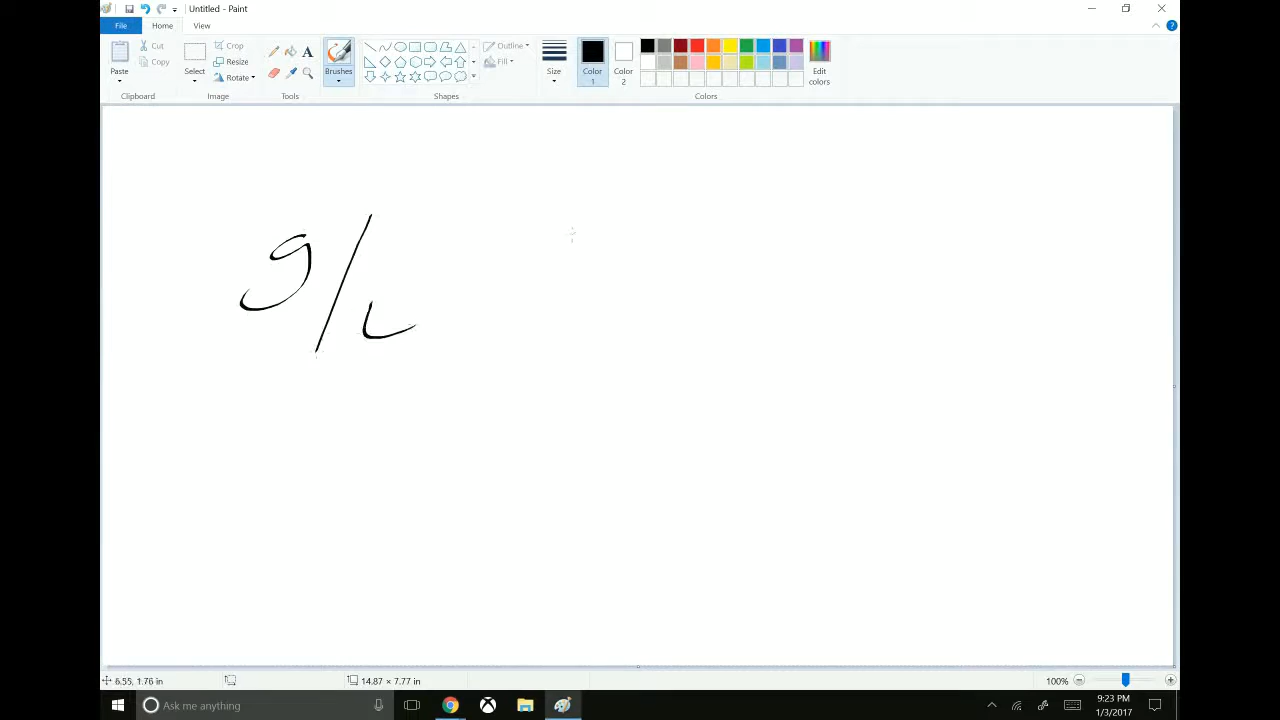 Untitled - Paint
File Home View
Paste
Cut
Copy
Clipboard
Select
Crop
Resize
Rotate
Image
A
Tools
Brushes
Shapes
Outline
Fill
Size
Color 1
Color 2
Edit colors
Colors
g/L
6.55, 1.76 in
14.87 × 7.77 in
100%
Ask me anything
9:23 PM
1/3/2017